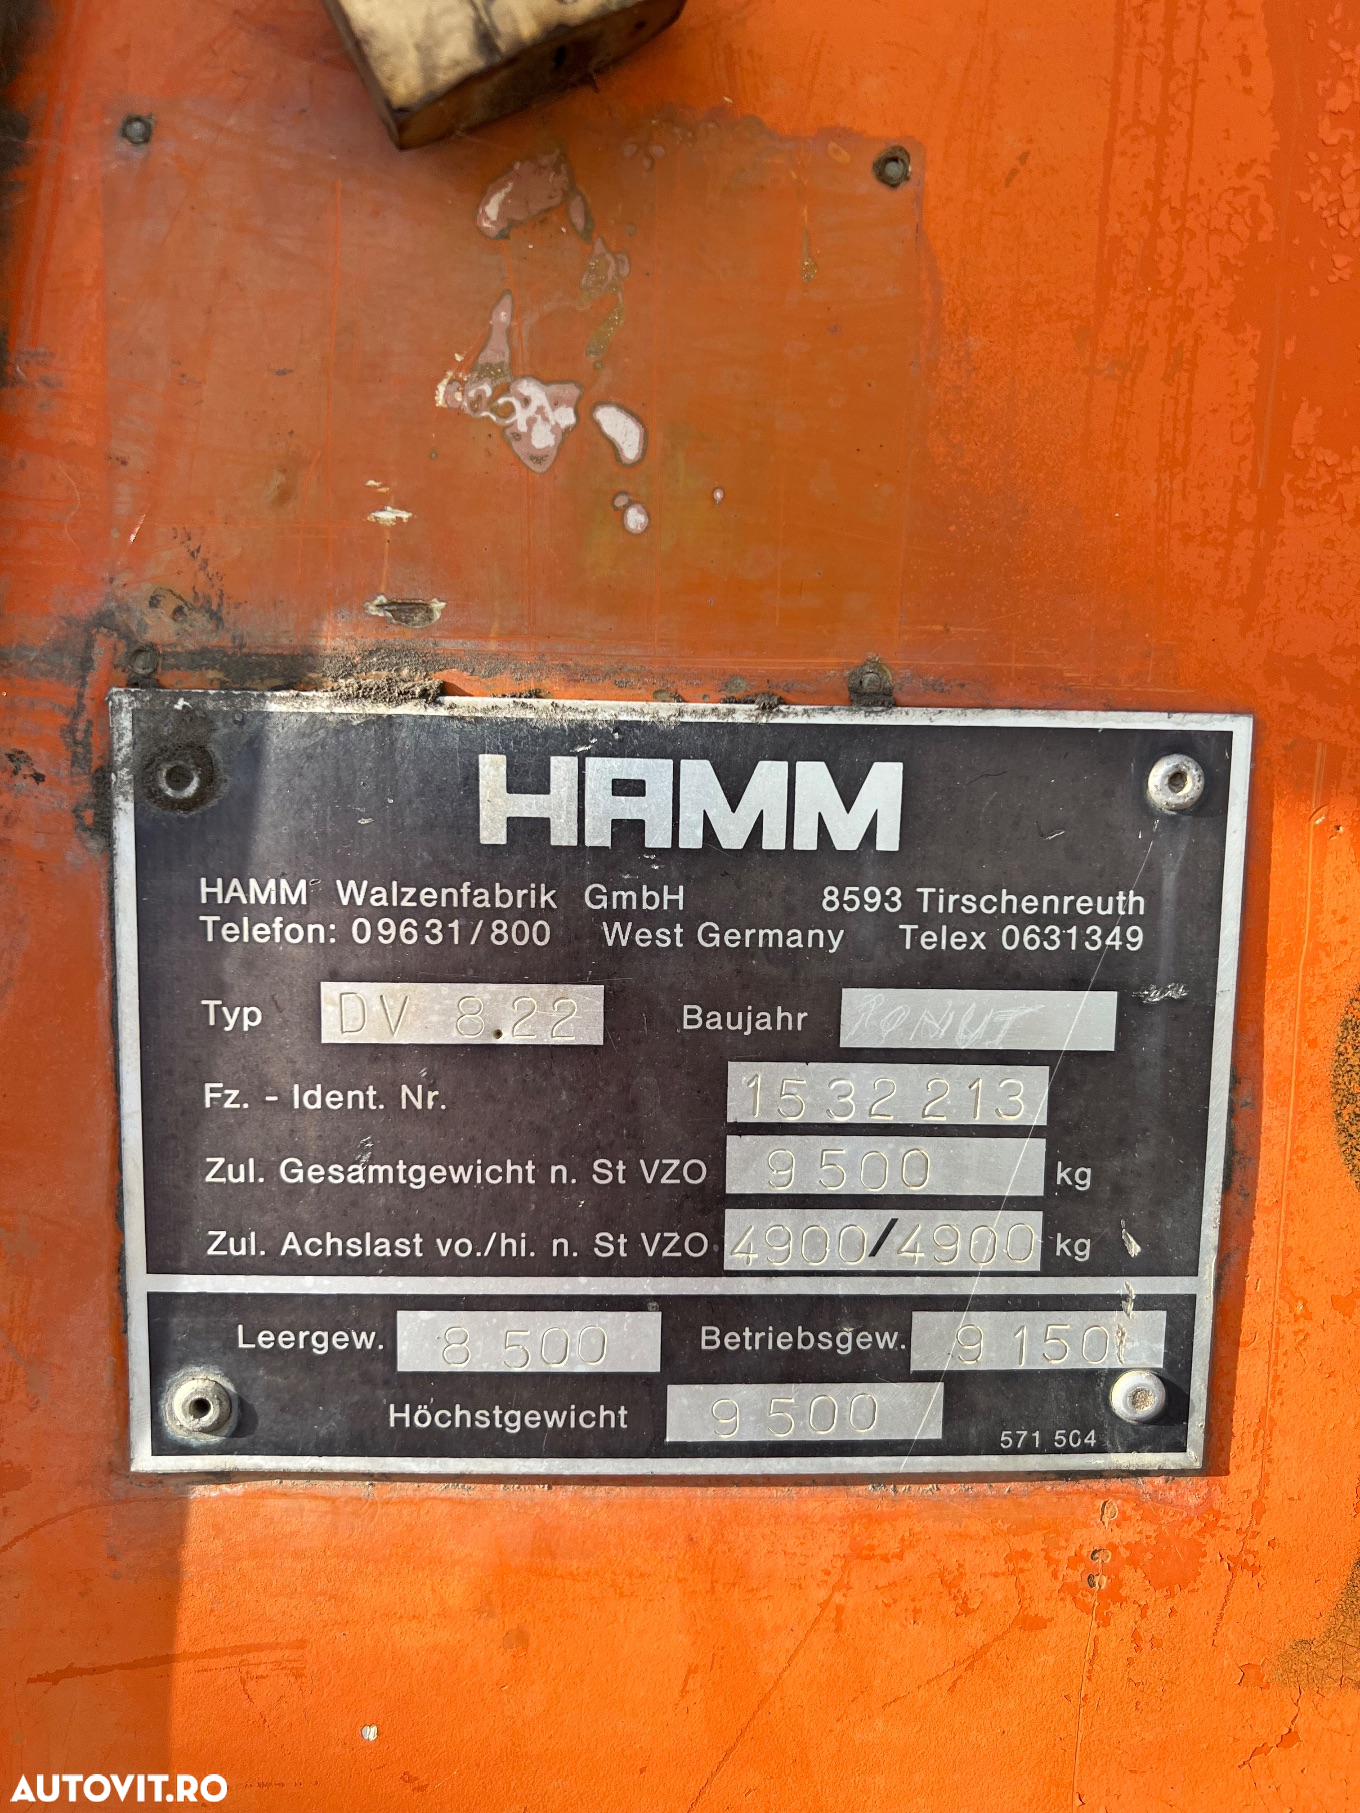 HAMM
HAMM Walzenfabrik GmbH 8593 Tirschenreuth
Telefon: 09631/800 West Germany Telex 0631349
Typ DV 8.22 Baujahr RONUT
Fz. - Ident. Nr. 1532213
Zul. Gesamtgewicht n. St VZO 9500 kg
Zul. Achslast vo./hi. n. St VZO 4900/4900 kg
Leergew. 8500 Betriebsgew. 9150
Höchstgewicht 9500
571 504
AUTOVIT.RO